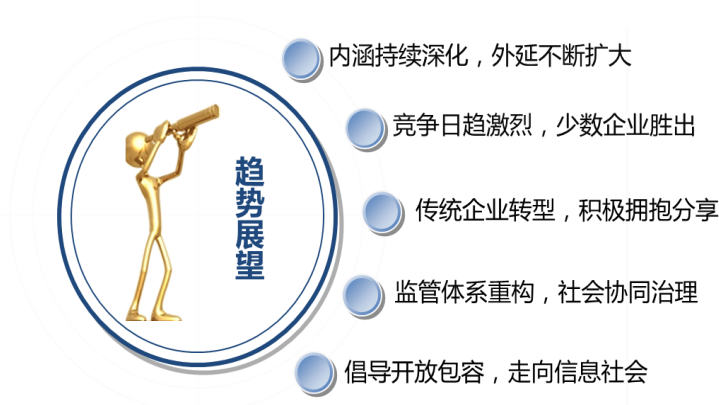 趋势展望
内涵持续深化，外延不断扩大
竞争日趋激烈，少数企业胜出
传统企业转型，积极拥抱分享
监管体系重构，社会协同治理
倡导开放包容，走向信息社会